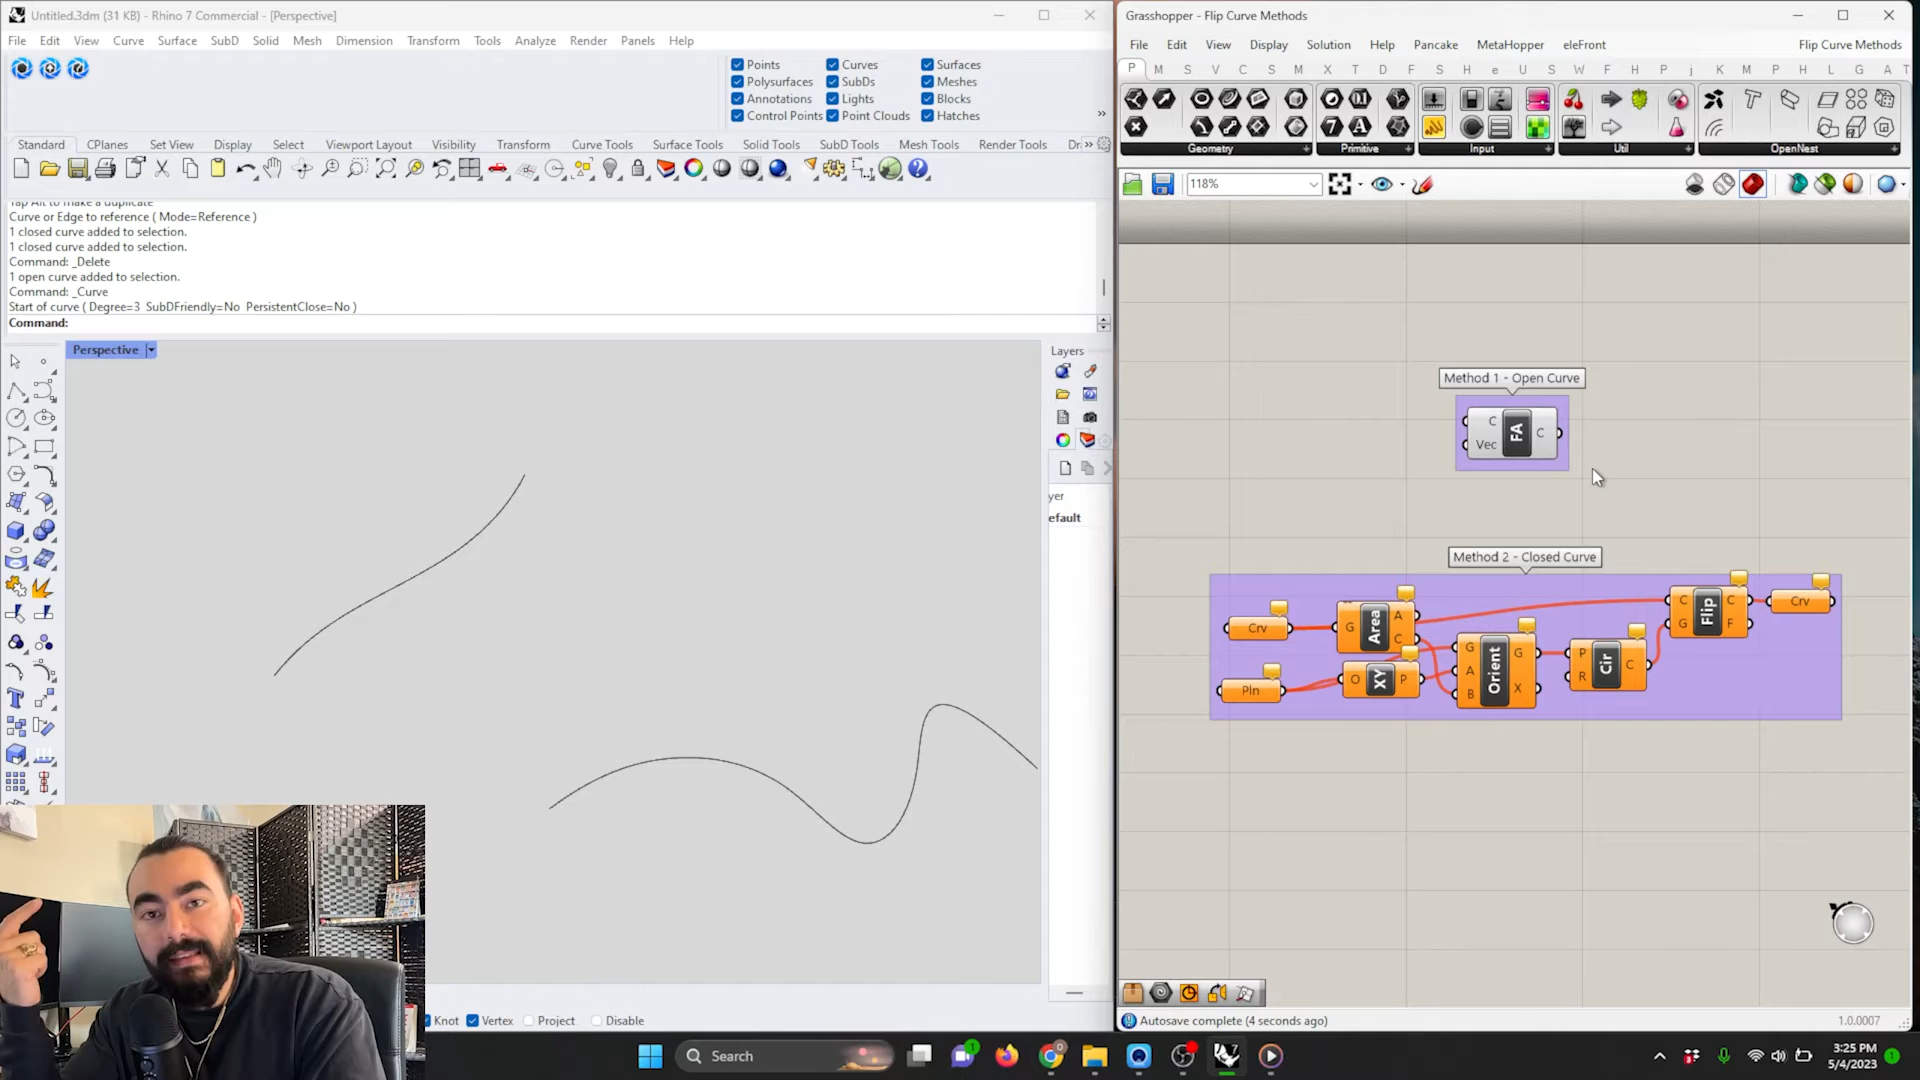 Untitled.3dm (31 KB) - Rhino 7 Commercial - [Perspective]
File Edit View Curve Surface SubD Solid Mesh Dimension Transform Tools Analyze Render Panels Help
Points Curves Surfaces
Polysurfaces SubDs Meshes
Annotations Lights Blocks
Control Points Point Clouds Hatches
Standard CPlanes Set View Display Select Viewport Layout Visibility Transform Curve Tools Surface Tools Solid Tools SubD Tools Mesh Tools Render Tools Dr
Tap Alt to make a duplicate
Curve or Edge to reference ( Mode=Reference )
1 closed curve added to selection.
1 closed curve added to selection.
Command: _Delete
1 open curve added to selection.
Command: _Curve
Start of curve ( Degree=3 SubDFriendly=No PersistentClose=No )
Command:
Perspective
Layers
yer
efault
Knot Vertex Project Disable
Grasshopper - Flip Curve Methods
File Edit View Display Solution Help Pancake MetaHopper eleFront Flip Curve Methods
P M S V C S M X T D F S H e U S W F H P j K M P H L G A T
Geometry Primitive Input Util OpenNest
118%
Method 1 - Open Curve
C Vec FA C
Method 2 - Closed Curve
Crv G Area A C
C G Flip C F Crv
Pln O XY P
G A B Orient G X
P R Cir C
Autosave complete (4 seconds ago) 1.0.0007
Search
3:25 PM
5/4/2023